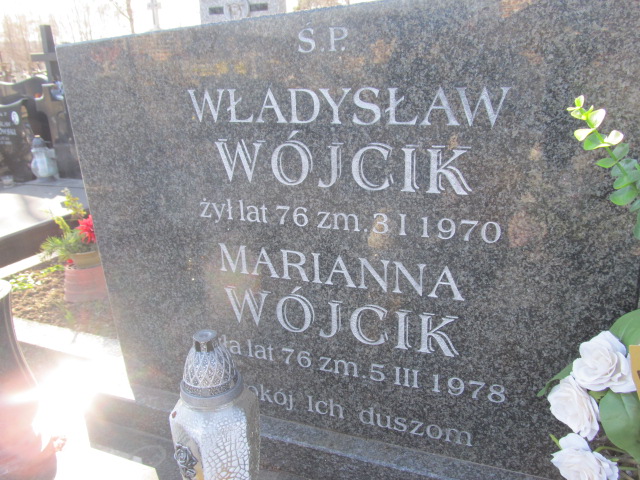 Ś.P.
WŁADYSŁAW
WÓJCIK
żył lat 76 zm. 3 I 1970
MARIANNA
WÓJCIK
lat 76 zm. 5 III 1978
Ich duszom